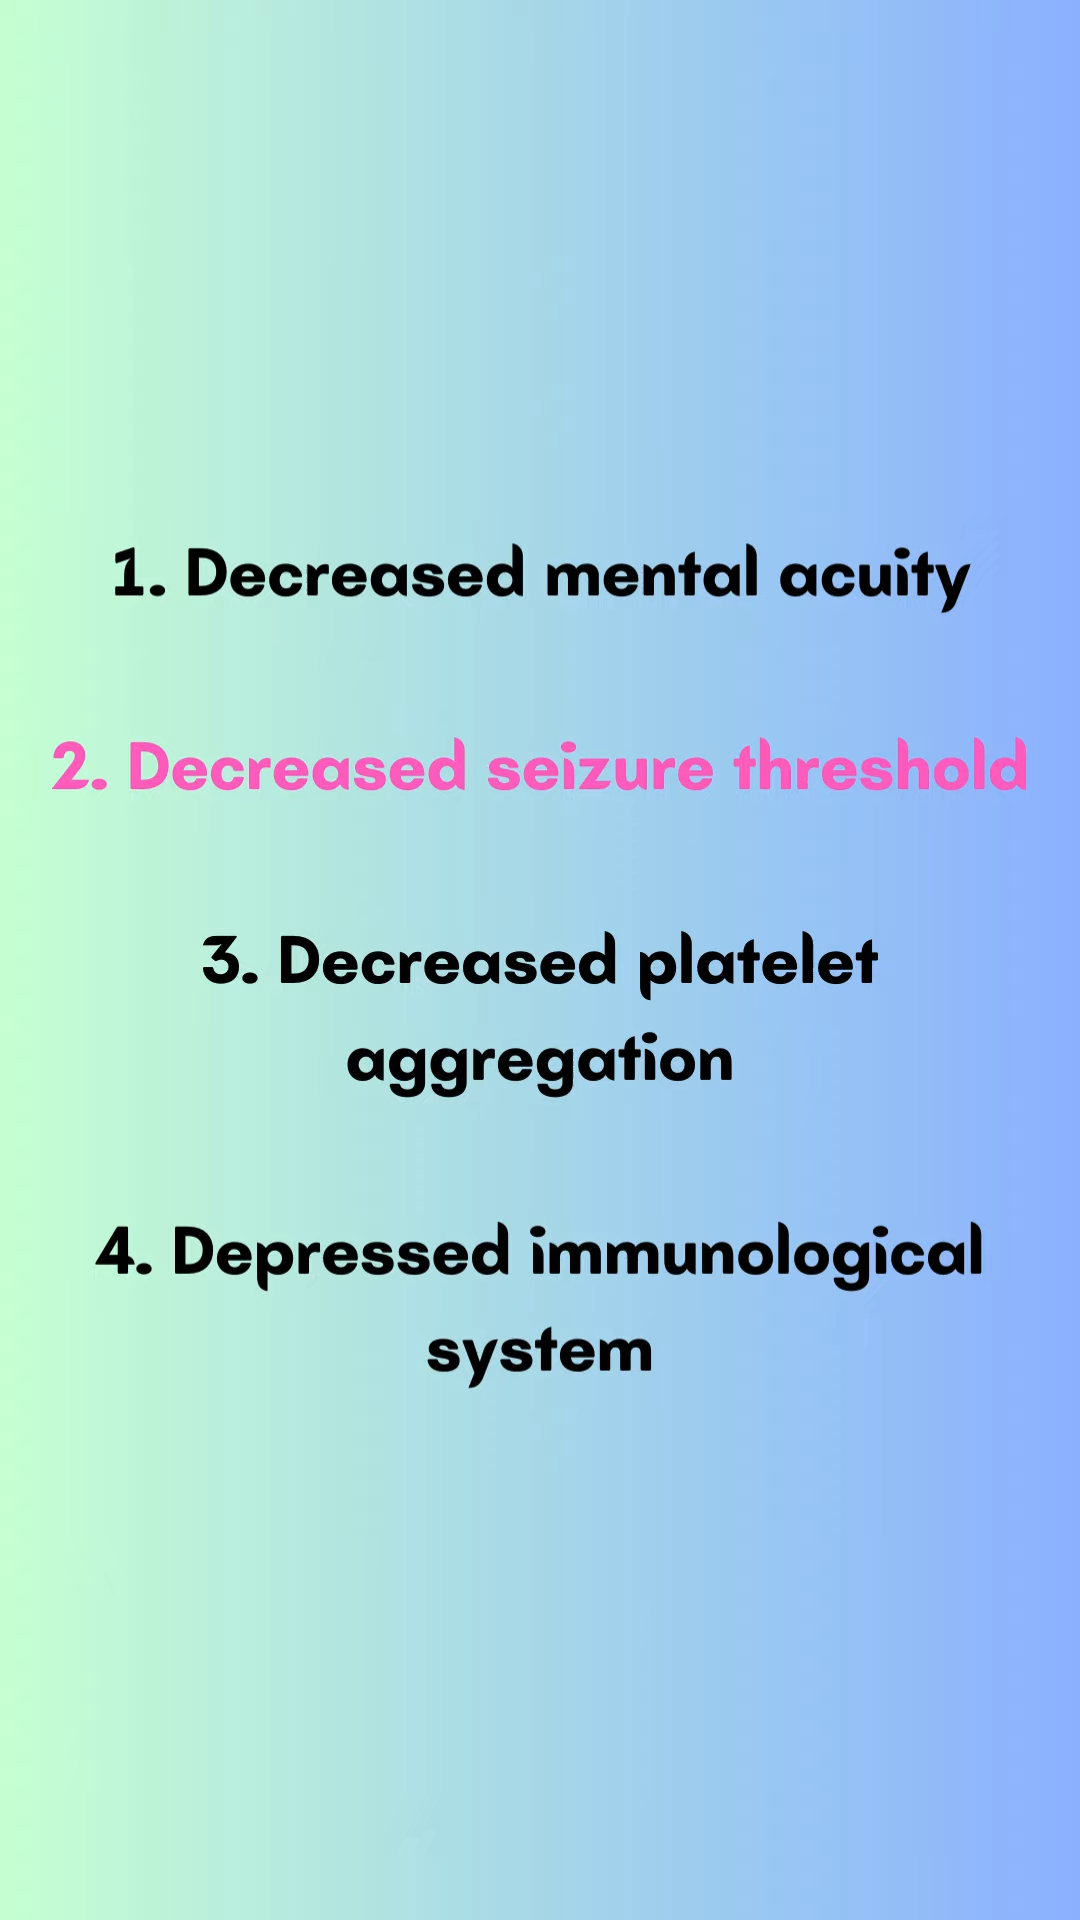 1. Decreased mental acuity
2. Decreased seizure threshold
3. Decreased platelet
aggregation
4. Depressed immunological
system